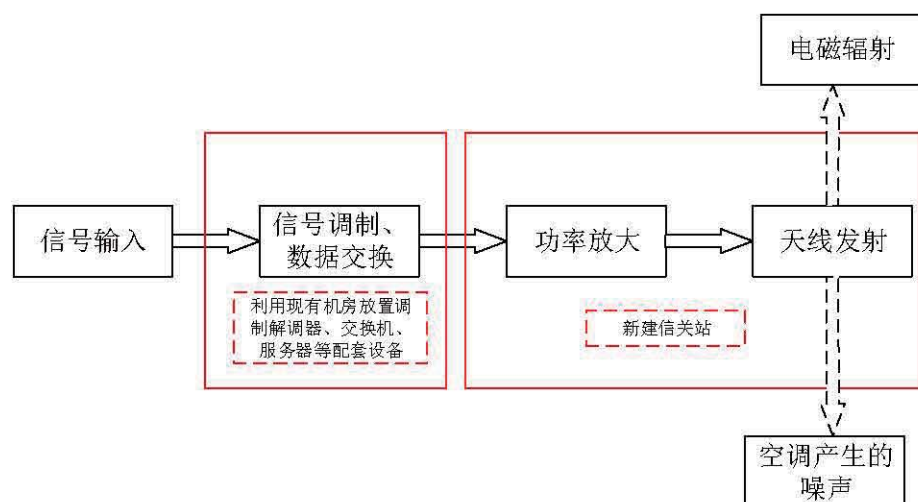 电磁辐射
信号输入
信号调制、
数据交换
功率放大
天线发射
利用现有机房放置调
制解调器、交换机、
服务器等配套设备
新建信关站
空调产生的
噪声